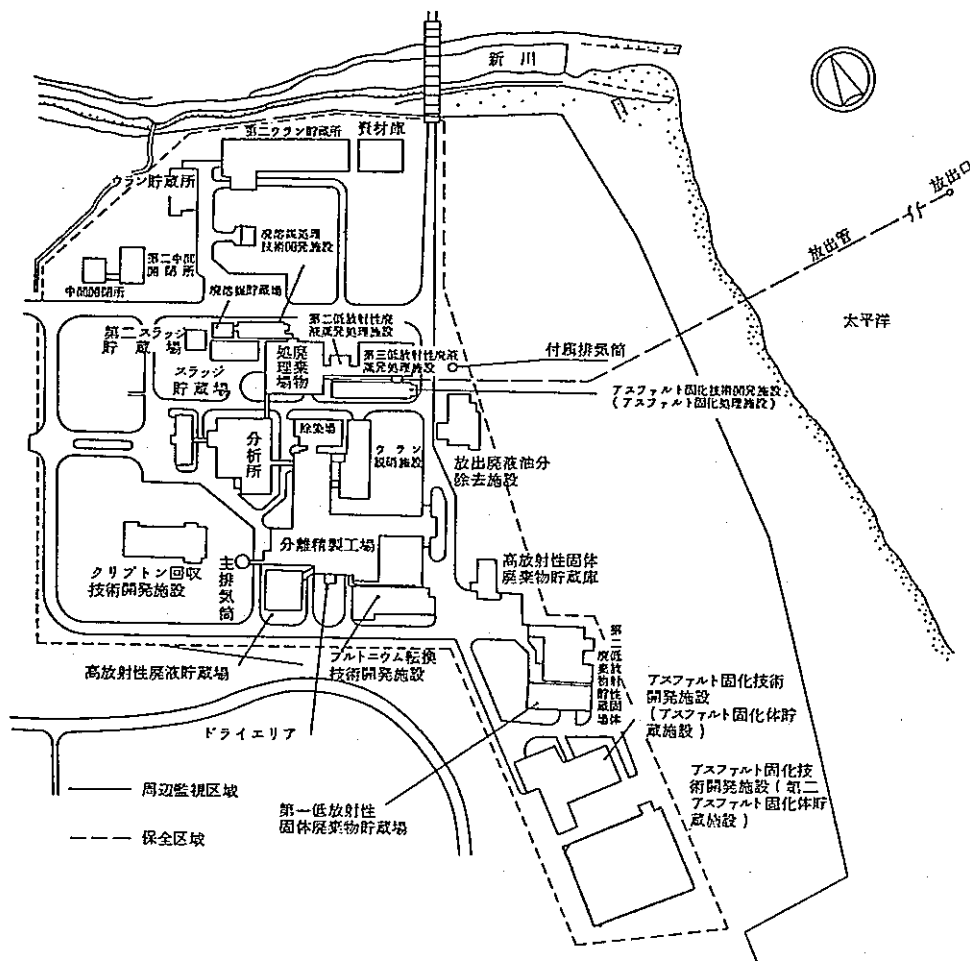 新川
第二ウラン貯蔵所
資材庫
ウラン貯蔵所
廃溶媒処理
技術開発施設
第二中間
開閉所
中間開閉所
廃溶媒貯蔵場
放出口
放出管
太平洋
第二スラッジ
貯蔵場
第二低放射性廃
液蒸発処理施設
廃棄物
処理場
第三低放射性廃液
蒸発処理施設
付属排気筒
スラッジ
貯蔵場
アスファルト固化技術開発施設
(アスファルト固化処理施設)
除染場
分析所
ウラン
脱硝施設
放出廃液油分
除去施設
分離精製工場
主排気筒
クリプトン回収
技術開発施設
高放射性固体
廃棄物貯蔵庫
高放射性廃液貯蔵場
プルトニウム転換
技術開発施設
第二低放射性固体
廃棄物貯蔵場
アスファルト固化技術
開発施設
(アスファルト固化体貯
蔵施設)
ドライエリア
アスファルト固化技
術開発施設(第二
アスファルト固化体貯
蔵施設)
第一低放射性
固体廃棄物貯蔵場
周辺監視区域
保全区域